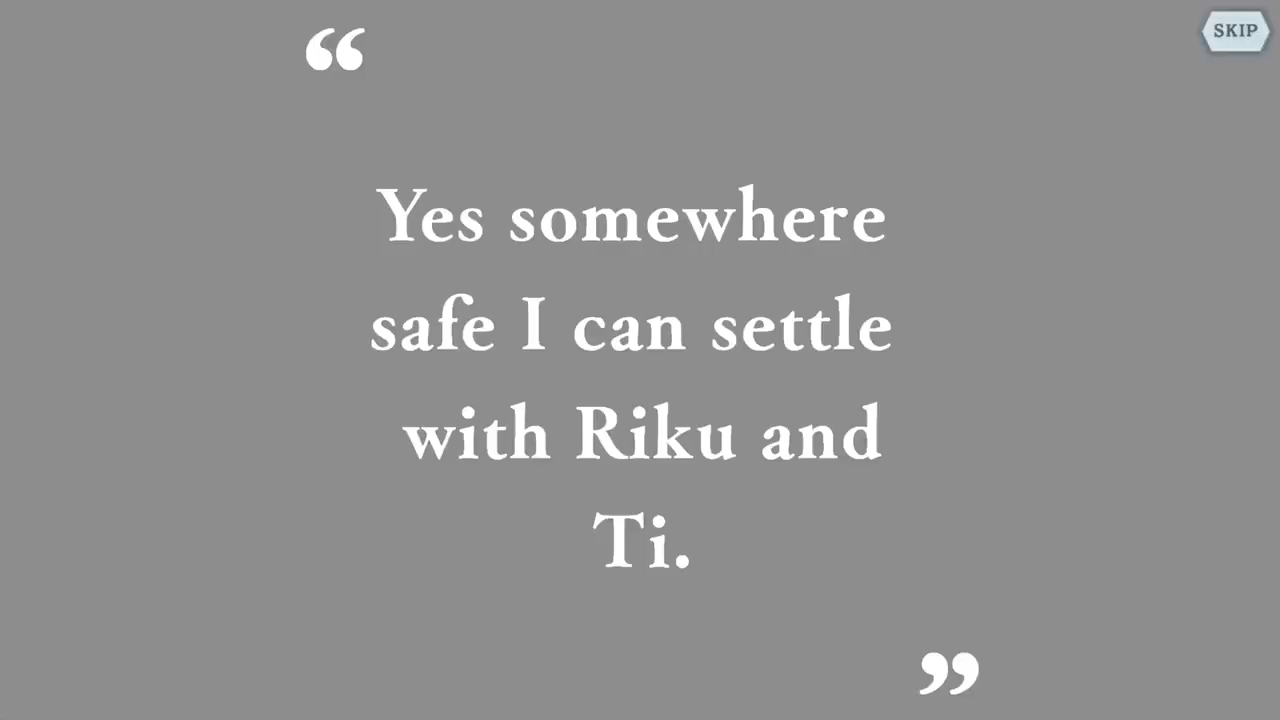 “
SKIP
Yes somewhere
safe I can settle
with Riku and
Ti.
”